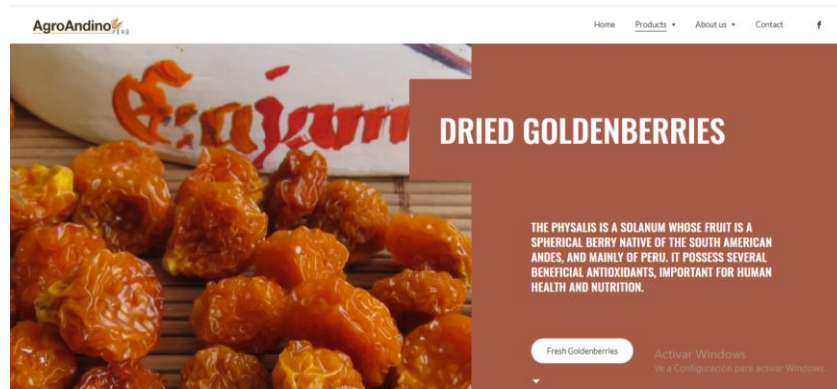 AgroAndino
PERÚ
Home Products About us Contact f
DRIED GOLDENBERRIES
THE PHYSALIS IS A SOLANUM WHOSE FRUIT IS A
SPHERICAL BERRY NATIVE OF THE SOUTH AMERICAN
ANDES, AND MAINLY OF PERU. IT POSSESS SEVERAL
BENEFICIAL ANTIOXIDANTS, IMPORTANT FOR HUMAN
HEALTH AND NUTRITION.
Fresh Goldenberries
Activar Windows
Ve a Configuración para activar Windows.